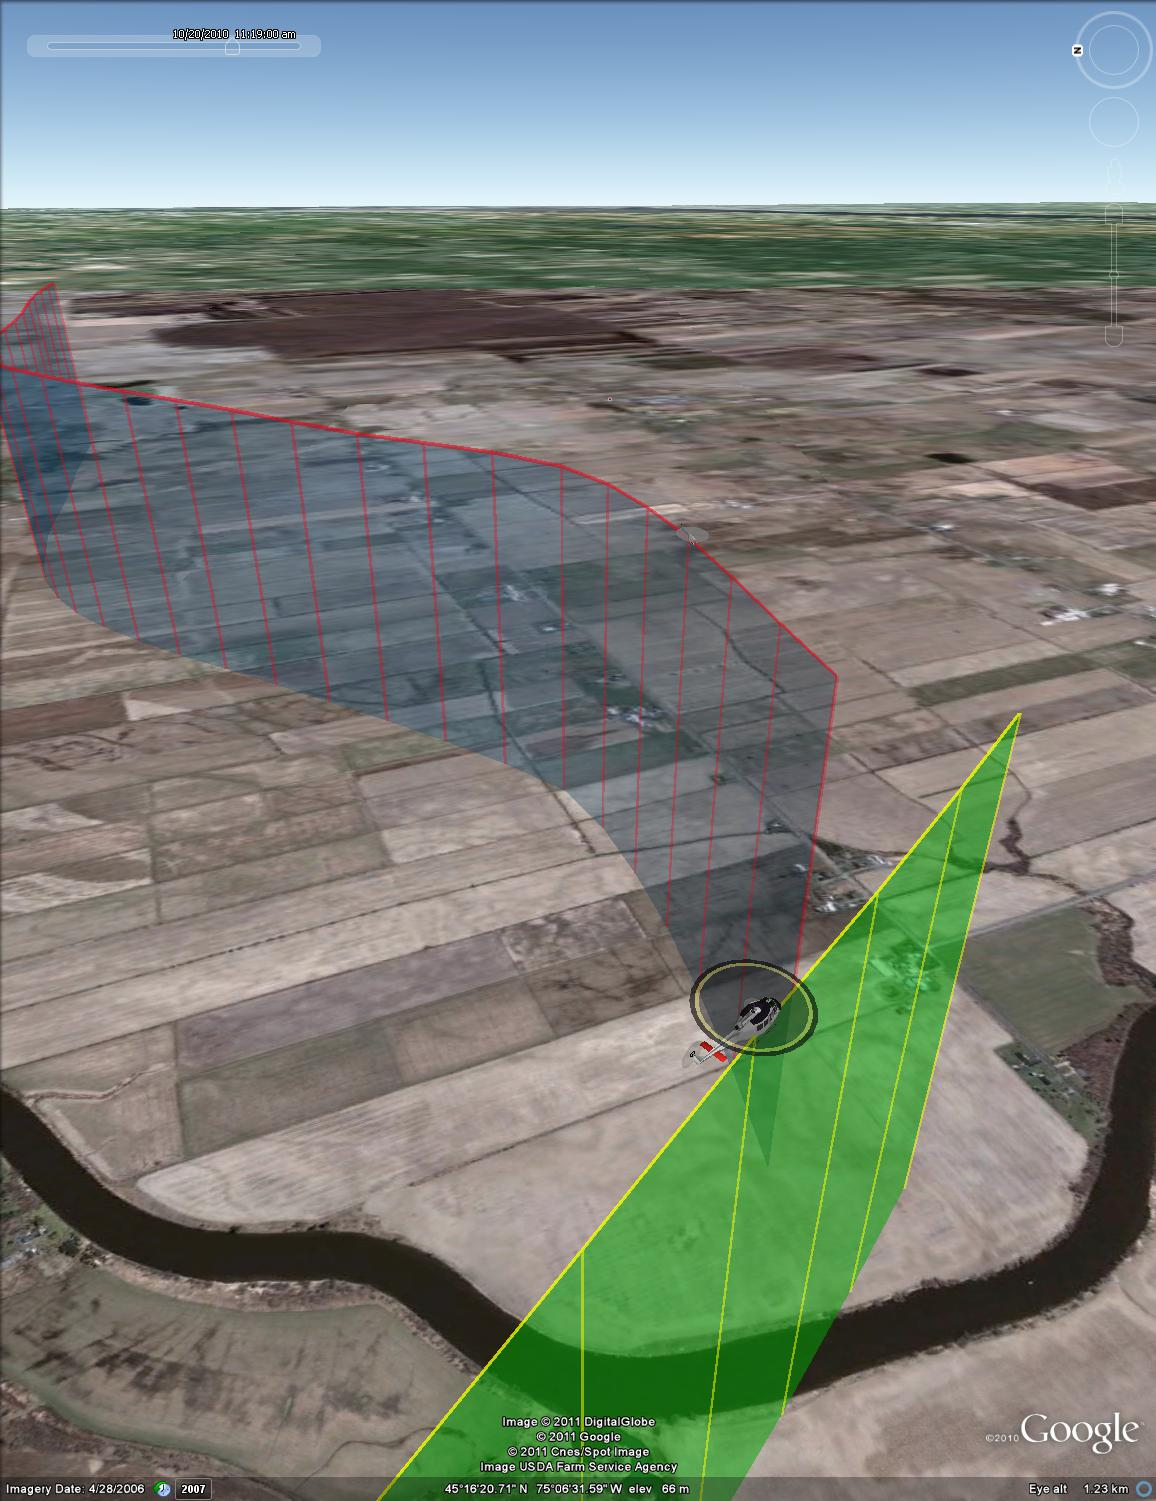 10/20/2010 11:19:00 am
N
Image © 2011 DigitalGlobe
© 2011 Google
© 2011 Cnes/Spot Image
Image USDA Farm Service Agency
©2010 Google
Imagery Date: 4/28/2006 2007 45°16'20.71" N 75°06'31.59" W elev 66 m Eye alt 1.23 km